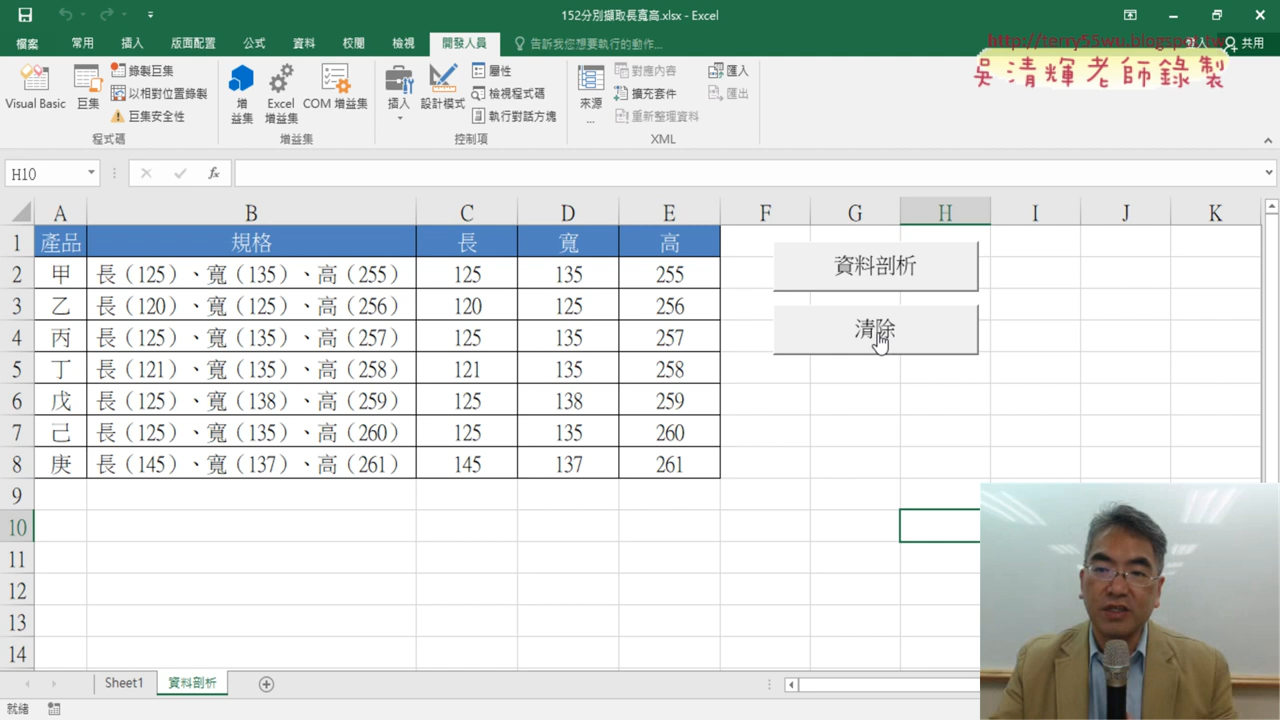 152分別擷取長寬高.xlsx - Excel
http://terry55wu.blogspot.tw
吳清輝老師錄製
檔案 常用 插入 版面配置 公式 資料 校閱 檢視 開發人員 告訴我您想要執行的動作... 登入 共用
Visual Basic 巨集 錄製巨集 以相對位置錄製 巨集安全性 程式碼
增益集 Excel 增益集 COM 增益集 增益集
插入 設計模式 屬性 檢視程式碼 執行對話方塊 控制項
來源... 對應內容 擴充套件 重新整理資料 匯入 匯出 XML
H10 fx
A B C D E F G H I J K
1 產品 規格 長 寬 高
2 甲 長（125）、寬（135）、高（255） 125 135 255
3 乙 長（120）、寬（125）、高（256） 120 125 256
4 丙 長（125）、寬（135）、高（257） 125 135 257
5 丁 長（121）、寬（135）、高（258） 121 135 258
6 戊 長（125）、寬（138）、高（259） 125 138 259
7 己 長（125）、寬（135）、高（260） 125 135 260
8 庚 長（145）、寬（137）、高（261） 145 137 261
9
10
11
12
13
14
資料剖析
清除
Sheet1 資料剖析
就緒